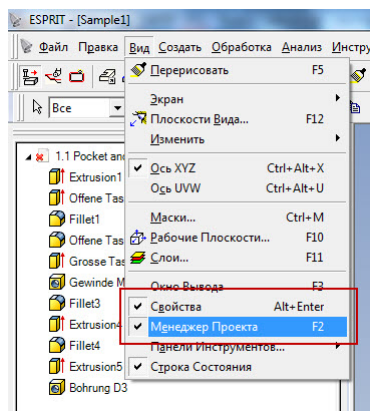 ESPRIT - [Sample1]
Файл Правка Вид Создать Обработка Анализ Инстру
Все
Перерисовать F5
Экран
Плоскости Вида... F12
Изменить
Ось XYZ Ctrl+Alt+X
Ось UVW Ctrl+Alt+U
Маски... Ctrl+M
Рабочие Плоскости... F10
Слои... F11
Окно Вывода F3
Свойства Alt+Enter
Менеджер Проекта F2
Панели Инструментов...
Строка Состояния
1.1 Pocket and
Extrusion1
Offene Tas
Fillet1
Offene Tas
Grosse Tas
Gewinde M
Fillet3
Extrusion4
Fillet4
Extrusion5
Bohrung D3